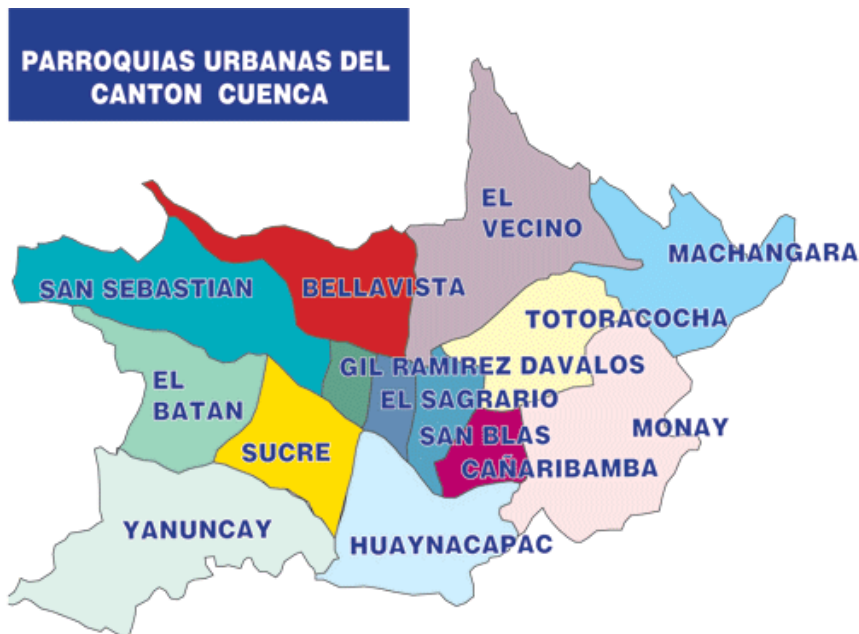 PARROQUIAS URBANAS DEL
CANTON CUENCA
EL
VECINO
MACHANGARA
SAN SEBASTIAN
BELLAVISTA
TOTORACOCHA
GIL RAMIREZ DAVALOS
EL
BATAN
EL SAGRARIO
SAN BLAS
MONAY
SUCRE
CAÑARIBAMBA
YANUNCAY
HUAYNACAPAC